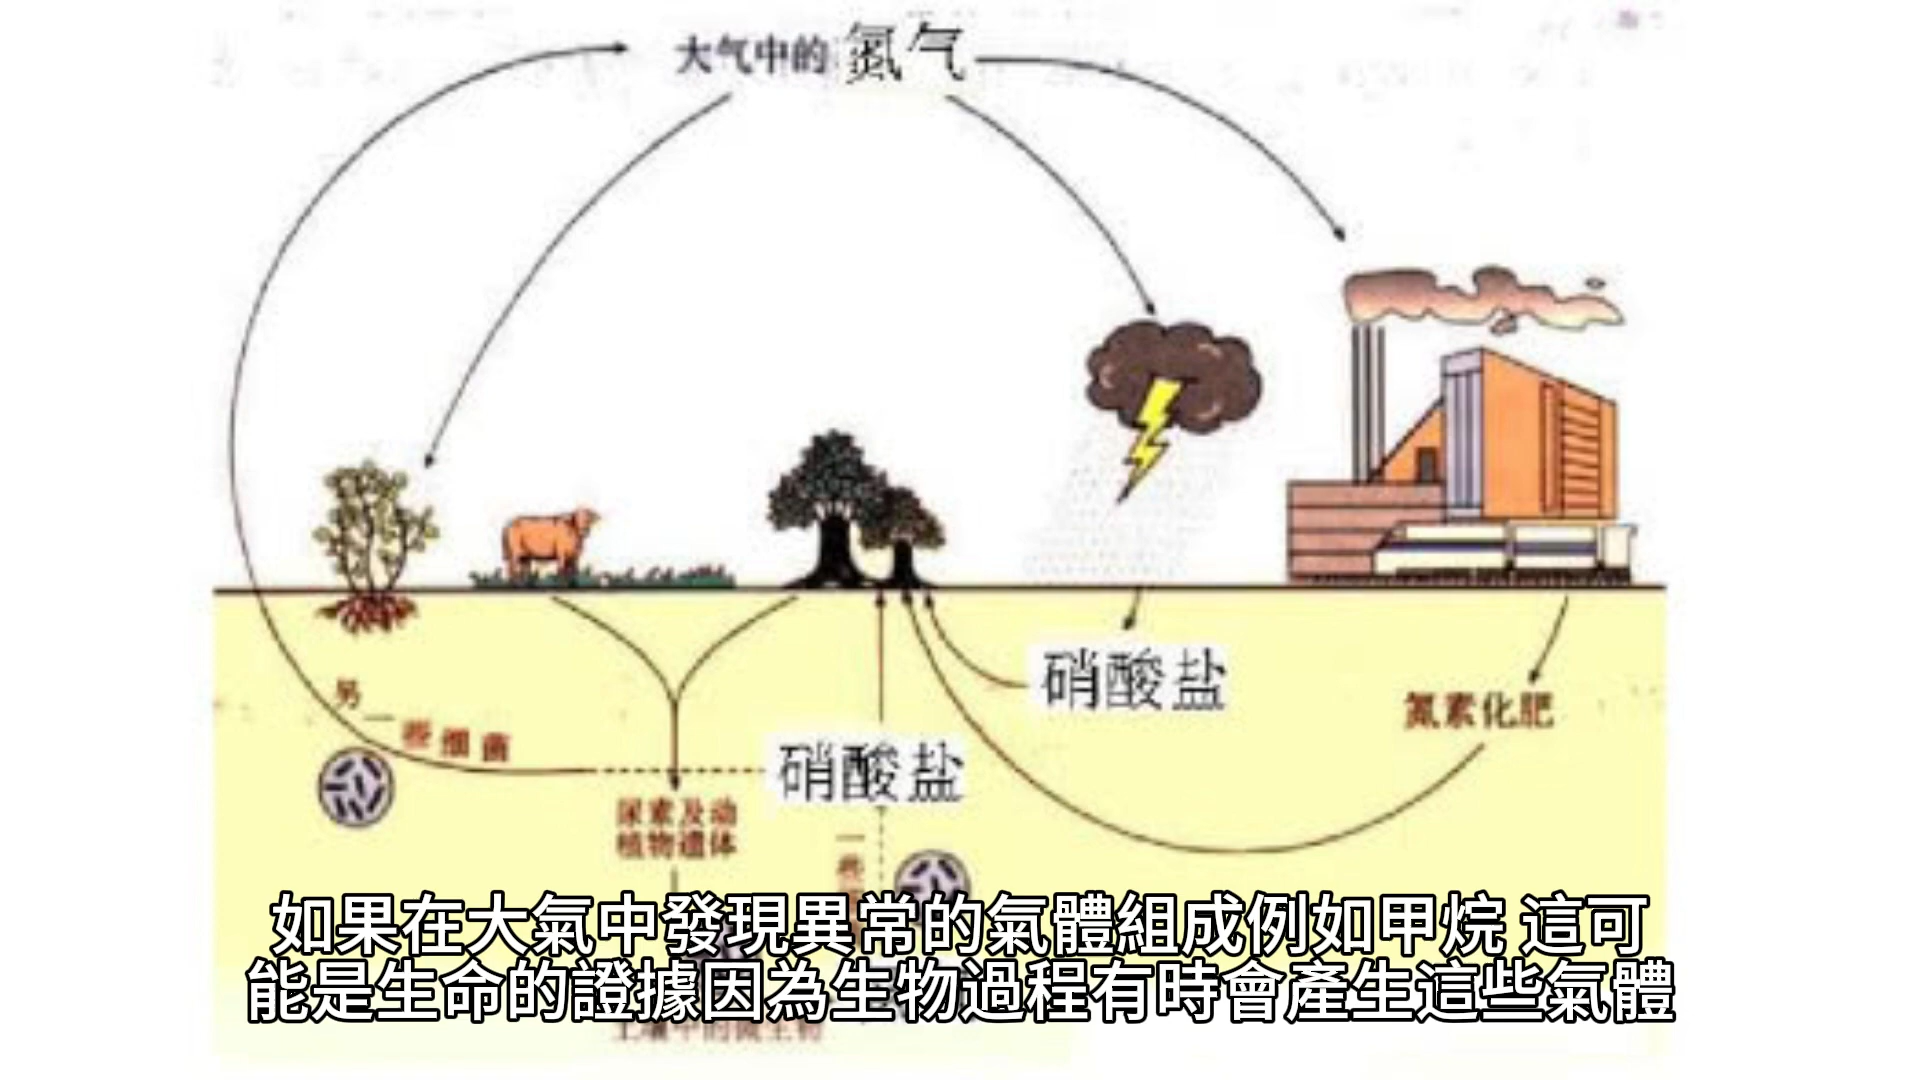 大气中的氮气
硝酸盐
氮素化肥
另一些细菌
硝酸盐
尿素及动
植物遗体
一些
如果在大氣中發現異常的氣體組成例如甲烷 這可
能是生命的證據因為生物過程有時會產生這些氣體